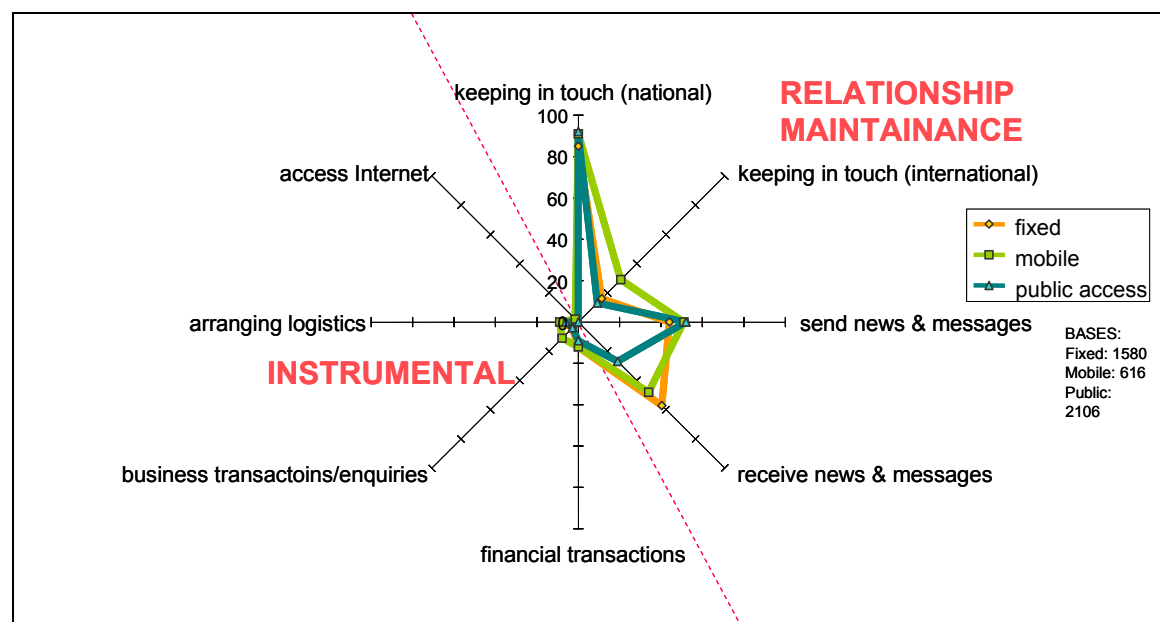 keeping in touch (national)
RELATIONSHIP
MAINTAINANCE
100
80
60
40
20
0
access Internet
keeping in touch (international)
fixed
mobile
public access
arranging logistics
send news & messages
BASES:
Fixed: 1580
Mobile: 616
Public:
2106
INSTRUMENTAL
business transactoins/enquiries
receive news & messages
financial transactions